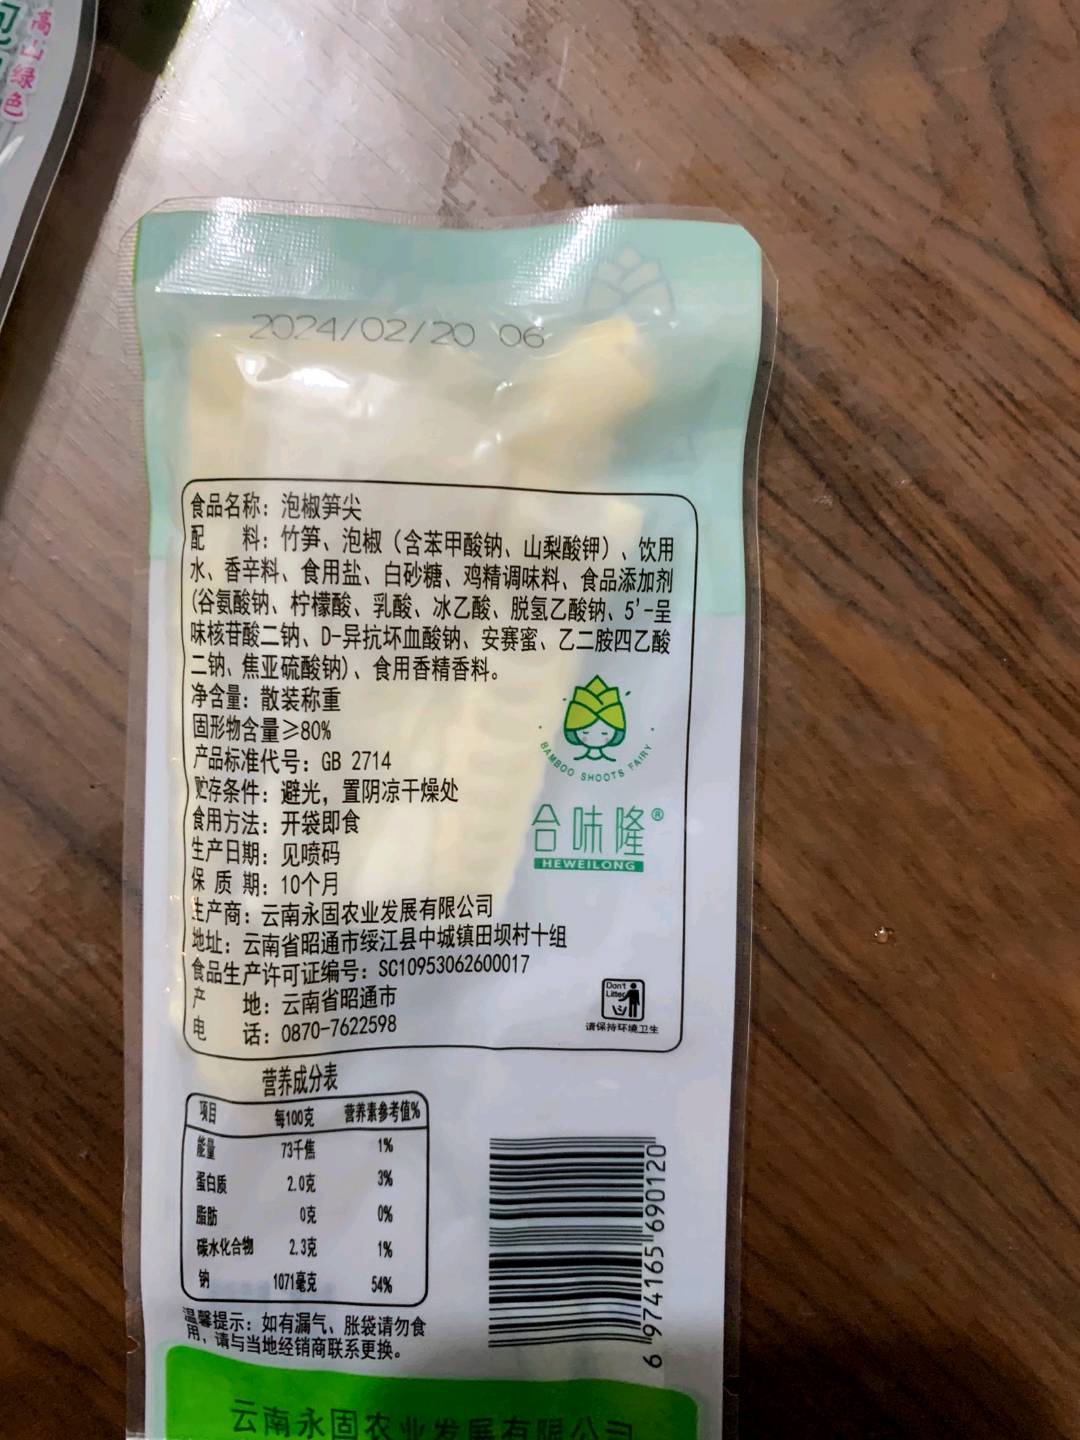 高山绿色
2024/02/20 06
食品名称：泡椒笋尖
配 料：竹笋、泡椒（含苯甲酸钠、山梨酸钾）、饮用
水、香辛料、食用盐、白砂糖、鸡精调味料、食品添加剂
(谷氨酸钠、柠檬酸、乳酸、冰乙酸、脱氢乙酸钠、5'-呈
味核苷酸二钠、D-异抗坏血酸钠、安赛蜜、乙二胺四乙酸
二钠、焦亚硫酸钠)、食用香精香料。
净含量：散装称重
固形物含量≥80%
产品标准代号：GB 2714
贮存条件：避光，置阴凉干燥处
食用方法：开袋即食
生产日期：见喷码
保 质 期：10个月
生产商：云南永固农业发展有限公司
地址：云南省昭通市绥江县中城镇田坝村十组
食品生产许可证编号：SC10953062600017
产 地：云南省昭通市
电 话：0870-7622598
BAMBOO SHOOTS FAIRY
合味隆®
HEWEILONG
Don't Litter
请保持环境卫生
营养成分表
项目 每100克 营养素参考值%
能量 73千焦 1%
蛋白质 2.0克 3%
脂肪 0克 0%
碳水化合物 2.3克 1%
钠 1071毫克 54%
温馨提示：如有漏气、胀袋请勿食
用，请与当地经销商联系更换。
6 974165 690120
云南永固农业发展有限公司